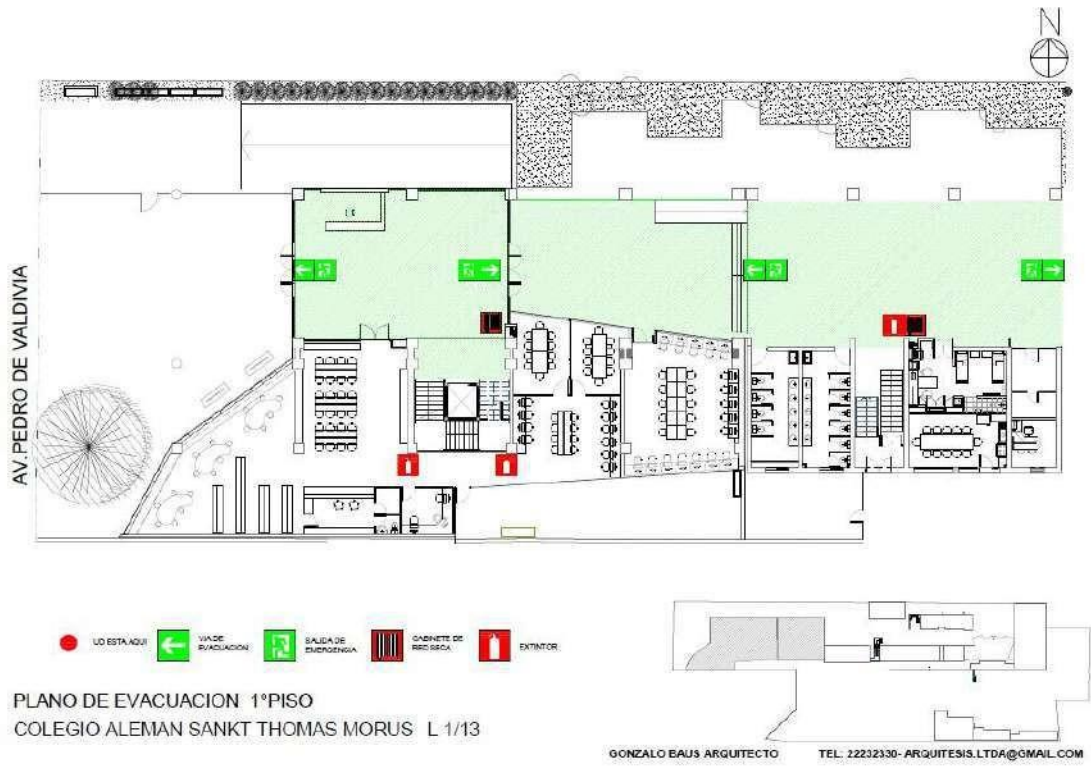 N
AV. PEDRO DE VALDIVIA
UD ESTA AQUI
VIA DE
EVACUACION
SALIDA DE
EMERGENCIA
GABINETE DE
RED SECA
EXTINTOR
PLANO DE EVACUACION 1°PISO
COLEGIO ALEMAN SANKT THOMAS MORUS L 1/13
GONZALO BAUS ARQUITECTO TEL: 22232330- ARQUITESIS.LTDA@GMAIL.COM